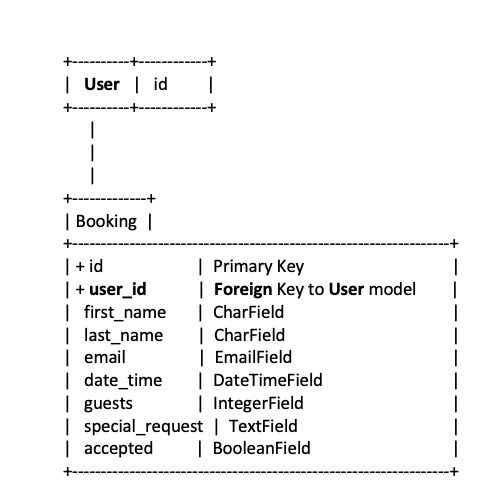 +----------+------------+
| User | id |
+----------+------------+
|
|
|
+-------------+
| Booking |
+-------------------------------------------------------------------+
| + id | Primary Key |
| + user_id | Foreign Key to User model |
| first_name | CharField |
| last_name | CharField |
| email | EmailField |
| date_time | DateTimeField |
| guests | IntegerField |
| special_request | TextField |
| accepted | BooleanField |
+-------------------------------------------------------------------+